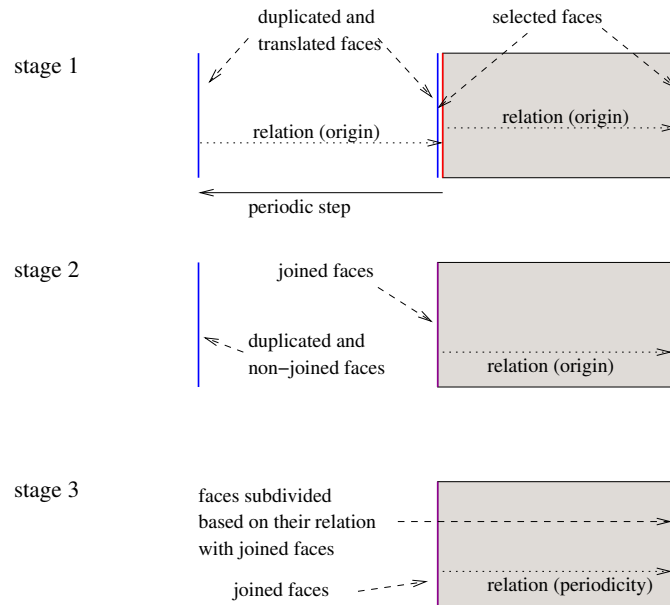 duplicated and
translated faces
selected faces
stage 1
relation (origin)
relation (origin)
periodic step
stage 2
joined faces
duplicated and
non−joined faces
relation (origin)
stage 3
faces subdivided
based on their relation
with joined faces
joined faces
relation (periodicity)